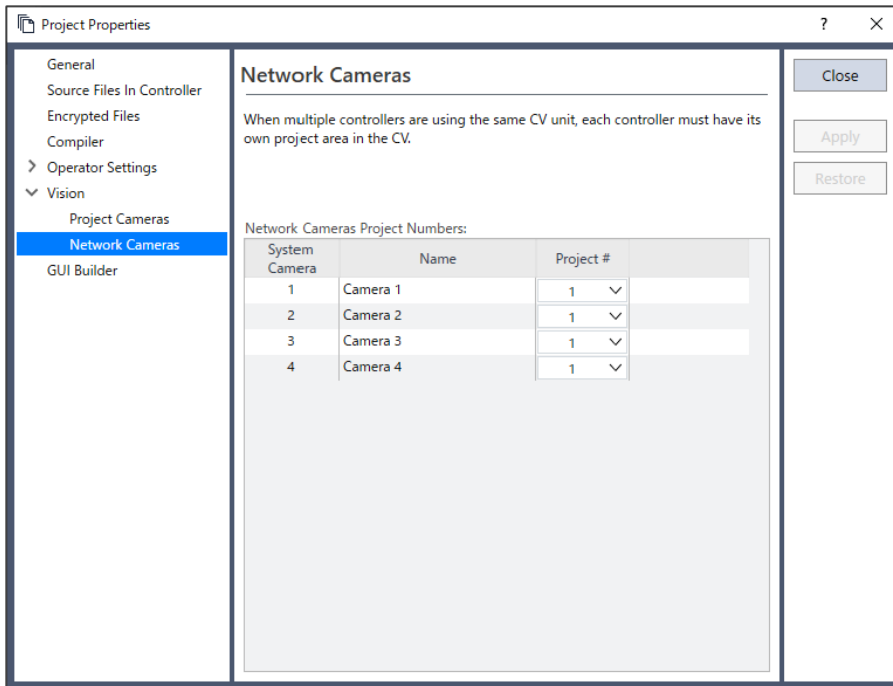 Project Properties
?
General
Source Files In Controller
Encrypted Files
Compiler
Operator Settings
Vision
Project Cameras
Network Cameras
GUI Builder
Network Cameras
When multiple controllers are using the same CV unit, each controller must have its
own project area in the CV.
Network Cameras Project Numbers:
System
Camera
Name
Project #
1 Camera 1 1
2 Camera 2 1
3 Camera 3 1
4 Camera 4 1
Close
Apply
Restore